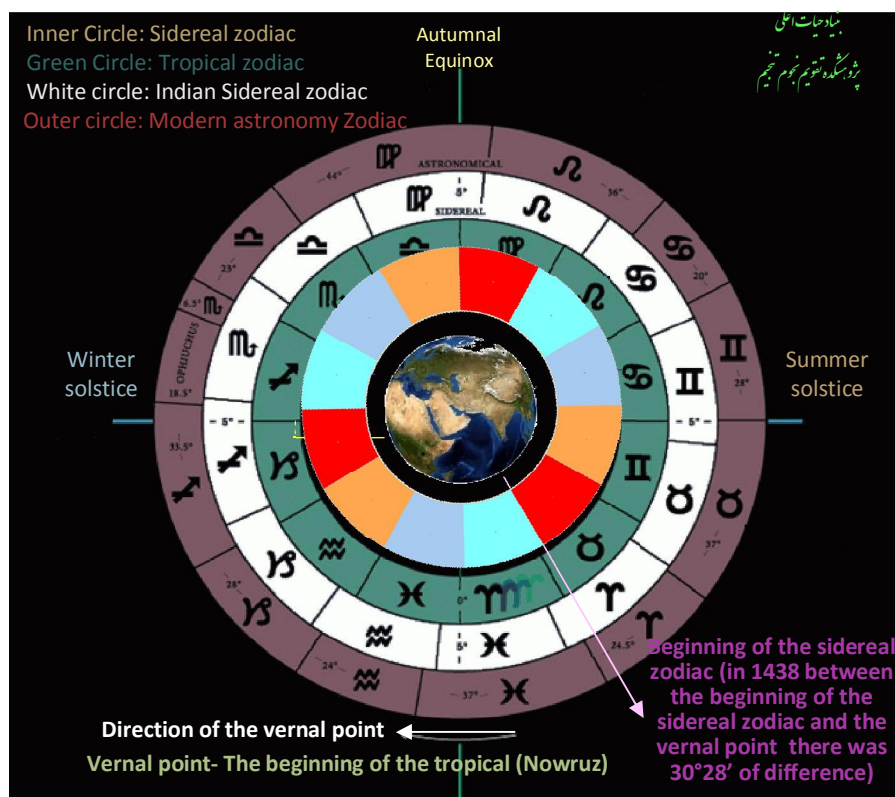 Inner Circle: Sidereal zodiac
Green Circle: Tropical zodiac
White circle: Indian Sidereal zodiac
Outer circle: Modern astronomy Zodiac
Autumnal
Equinox
بنیاد حیات اعلی
پژوهشکده تقویم نجوم تنجیم
♍ ASTRONOMICAL ♌
44°
36°
♍ 5° ♌
SIDEREAL
♎ ♎ ♎ ♍ ♋ ♋
23°
20°
6.5° ♏ ♏ ♏ ♌
OPHIUCHUS
18.5°
♐ ♋ ♊ ♊
28°
Winter
solstice
Summer
solstice
5°
5°
33.5°
♐ ♐ ♑ ♊ ♉ ♉
37°
♑ ♑ ♒ ♓ 0° ♈ ♉ ♈ ♈
28°
24.5°
♒ ♒ 5° ♓
24°
37° ♓
Beginning of the sidereal
zodiac (in 1438 between
the beginning of the
sidereal zodiac and the
vernal point there was
30°28’ of difference)
Direction of the vernal point
Vernal point- The beginning of the tropical (Nowruz)